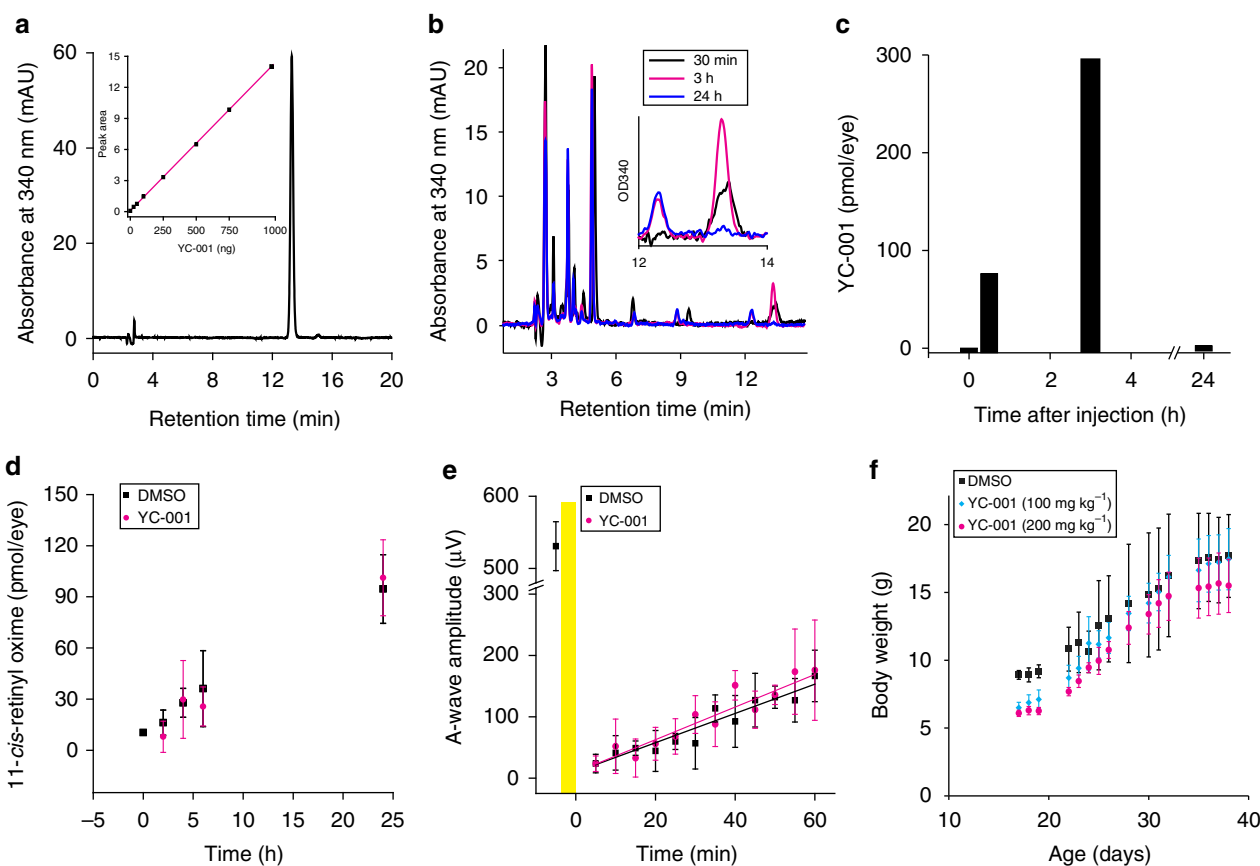 a
Absorbance at 340 nm (mAU)
60
40
20
0
0 4 8 12 16 20
Retention time (min)
Peak area
15
12
9
6
3
0
0 250 500 750 1000
YC-001 (ng)
b
Absorbance at 340 nm (mAU)
20
15
10
5
0
3 6 9 12
Retention time (min)
30 min
3 h
24 h
OD340
12 14
c
YC-001 (pmol/eye)
300
200
100
0
0 2 4 24
Time after injection (h)
d
11-cis-retinyl oxime (pmol/eye)
150
120
90
60
30
0
−5 0 5 10 15 20 25
Time (h)
DMSO
YC-001
e
A-wave amplitude (μV)
600
500
300
200
100
0
0 20 40 60
Time (min)
DMSO
YC-001
f
Body weight (g)
20
15
10
5
0
10 20 30 40
Age (days)
DMSO
YC-001 (100 mg kg⁻¹)
YC-001 (200 mg kg⁻¹)